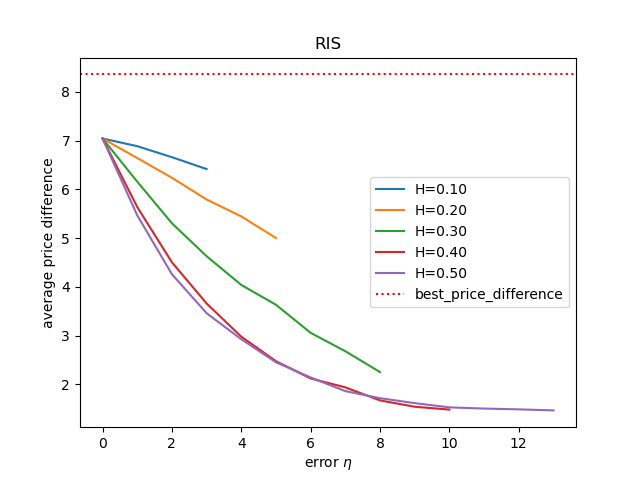 RIS
average price difference
8
7
6
5
4
3
2
H=0.10
H=0.20
H=0.30
H=0.40
H=0.50
best_price_difference
0 2 4 6 8 10 12
error η